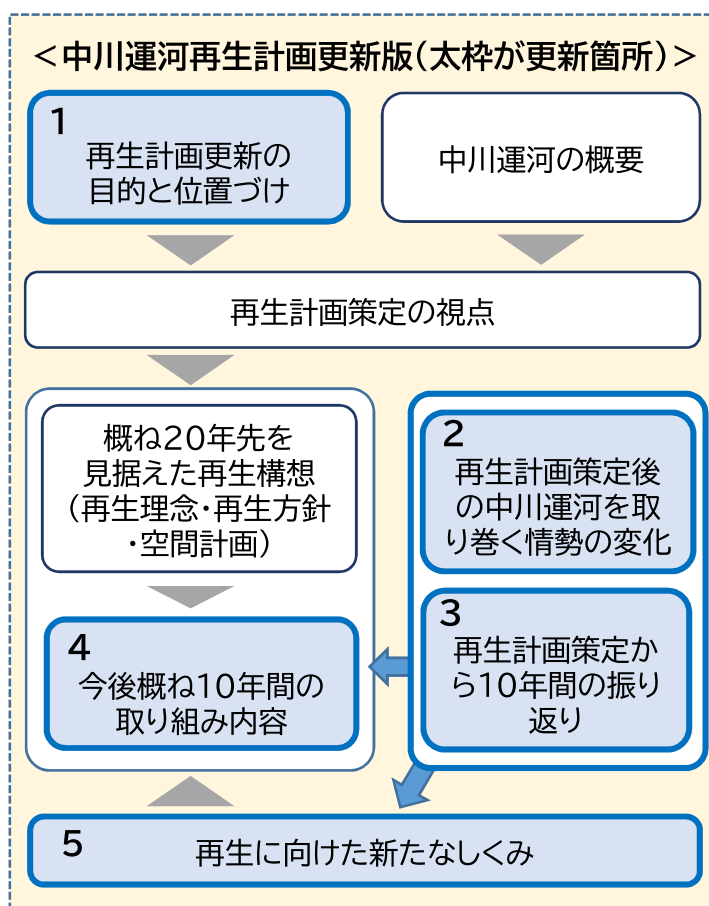 ＜中川運河再生計画更新版（太枠が更新箇所）＞
1
再生計画更新の
目的と位置づけ
中川運河の概要
再生計画策定の視点
概ね20年先を
見据えた再生構想
（再生理念・再生方針
・空間計画）
2
再生計画策定後
の中川運河を取
り巻く情勢の変化
3
再生計画策定か
ら10年間の振り
返り
4
今後概ね10年間の
取り組み内容
5
再生に向けた新たなしくみ